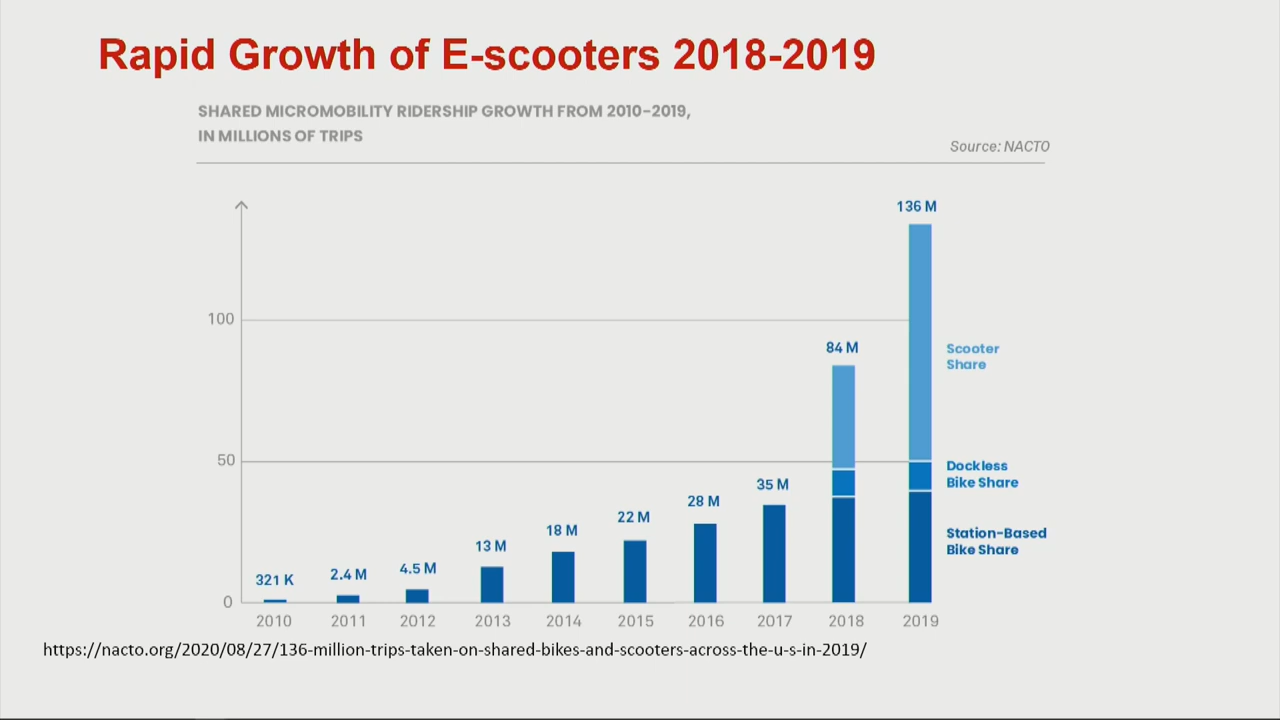 Rapid Growth of E-scooters 2018-2019
SHARED MICROMOBILITY RIDERSHIP GROWTH FROM 2010-2019,
IN MILLIONS OF TRIPS
Source: NACTO
136 M
100
84 M
Scooter
Share
50
Dockless
Bike Share
35 M
28 M
22 M
18 M
13 M
4.5 M
2.4 M
321 K
Station-Based
Bike Share
0
2010 2011 2012 2013 2014 2015 2016 2017 2018 2019
https://nacto.org/2020/08/27/136-million-trips-taken-on-shared-bikes-and-scooters-across-the-u-s-in-2019/